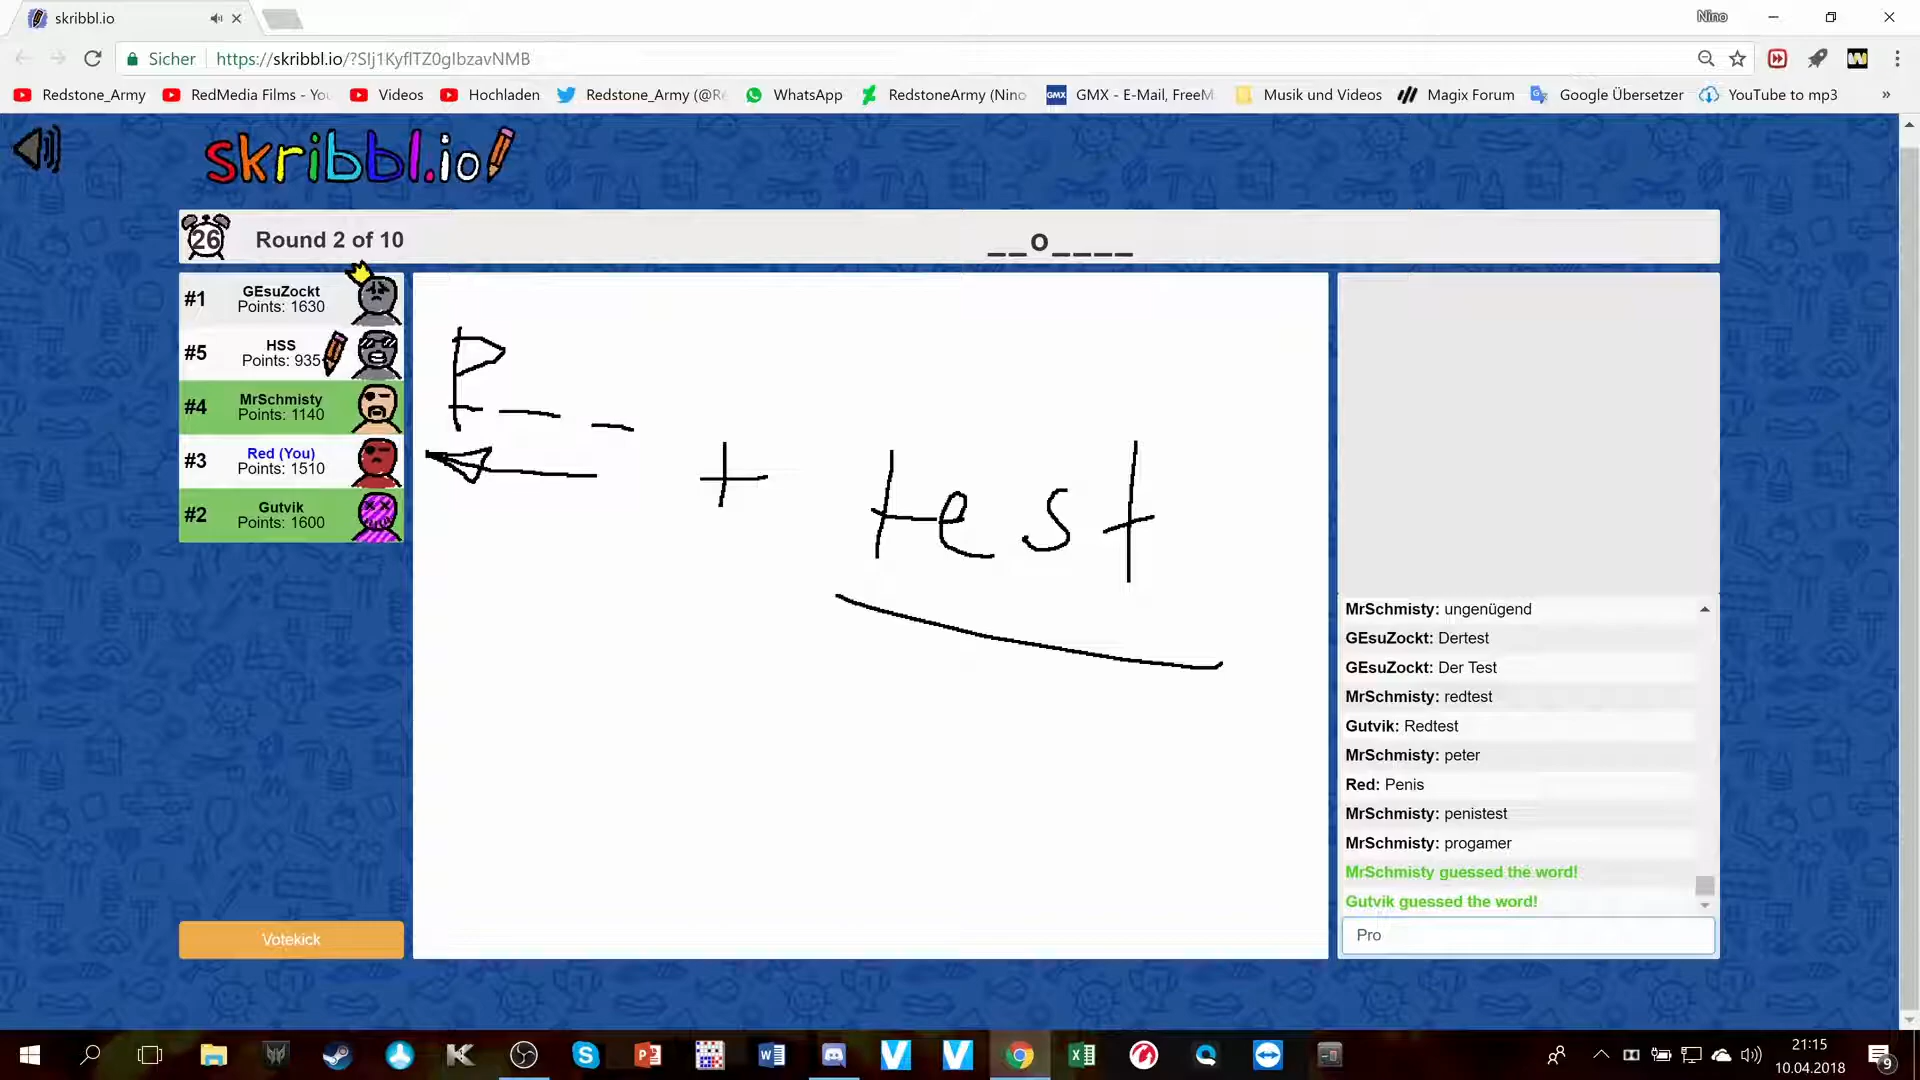 skribbl.io
Nino
Sicher https://skribbl.io/?SIj1KyflTZ0gIbzavNMB
Redstone_Army RedMedia Films - You Videos Hochladen Redstone_Army (@Re WhatsApp RedstoneArmy (Nino GMX - E-Mail, FreeM Musik und Videos Magix Forum Google Übersetzer YouTube to mp3 »
skribbl.io
26 Round 2 of 10 __o____
#1 GEsuZockt
Points: 1630
#5 HSS
Points: 935
#4 MrSchmisty
Points: 1140
#3 Red (You)
Points: 1510
#2 Gutvik
Points: 1600
P
+ test
MrSchmisty: ungenügend
GEsuZockt: Dertest
GEsuZockt: Der Test
MrSchmisty: redtest
Gutvik: Redtest
MrSchmisty: peter
Red: Penis
MrSchmisty: penistest
MrSchmisty: progamer
MrSchmisty guessed the word!
Gutvik guessed the word!
Pro
Votekick
21:15
10.04.2018
9